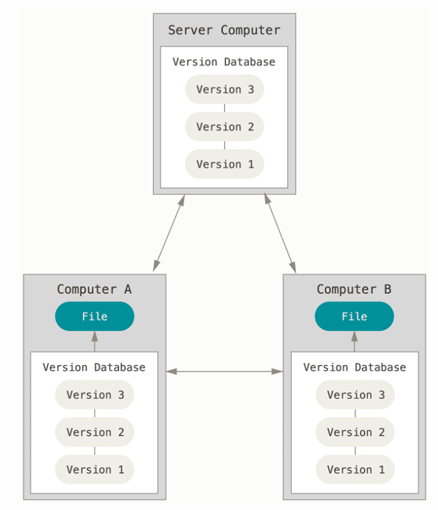 Server Computer
Version Database
Version 3
Version 2
Version 1
Computer A
File
Version Database
Version 3
Version 2
Version 1
Computer B
File
Version Database
Version 3
Version 2
Version 1